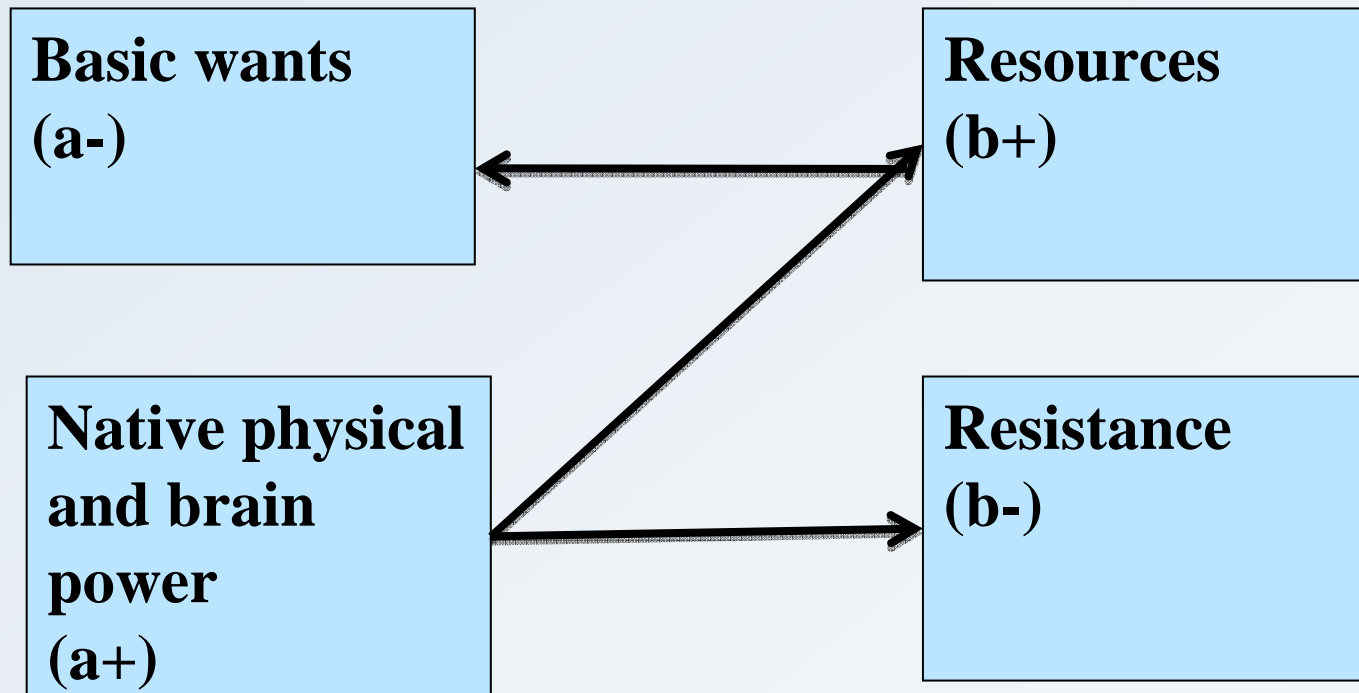 Basic wants
(a-)
Resources
(b+)
Native physical
and brain
power
(a+)
Resistance
(b-)